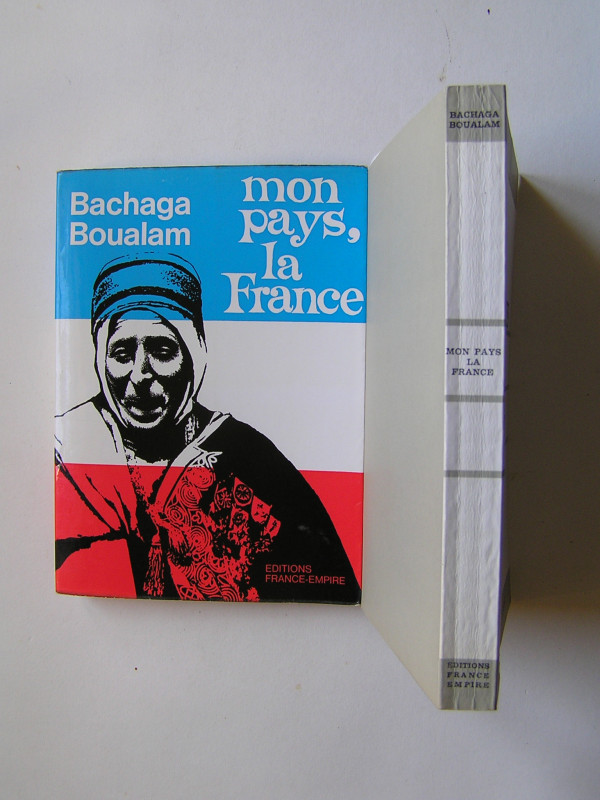 Bachaga
Boualam
mon
pays,
la
France
EDITIONS
FRANCE-EMPIRE
BACHAGA
BOUALAM
MON PAYS
LA
FRANCE
EDITIONS
FRANCE
EMPIRE